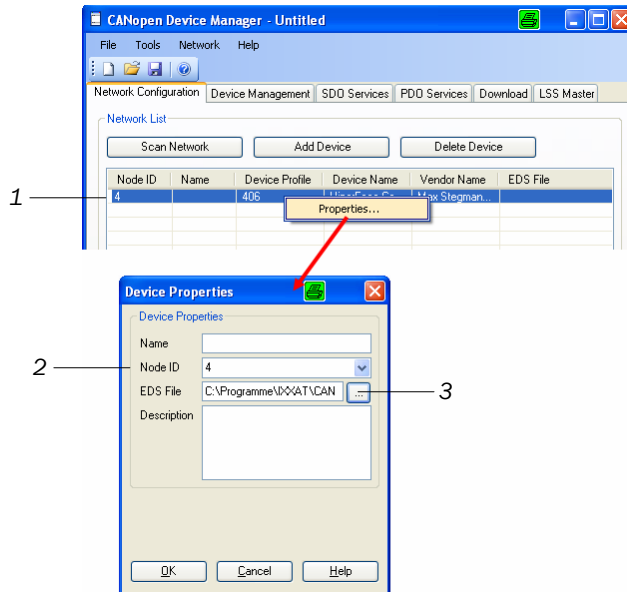 CANopen Device Manager - Untitled
File Tools Network Help
Network Configuration Device Management SDO Services PDO Services Download LSS Master
Network List
Scan Network Add Device Delete Device
Node ID Name Device Profile Device Name Vendor Name EDS File
1
4 406 Max Stegman...
Properties...
Device Properties
Device Properties
Name
2
Node ID 4
EDS File C:\Programme\IXXAT\CAN ...
3
Description
OK Cancel Help